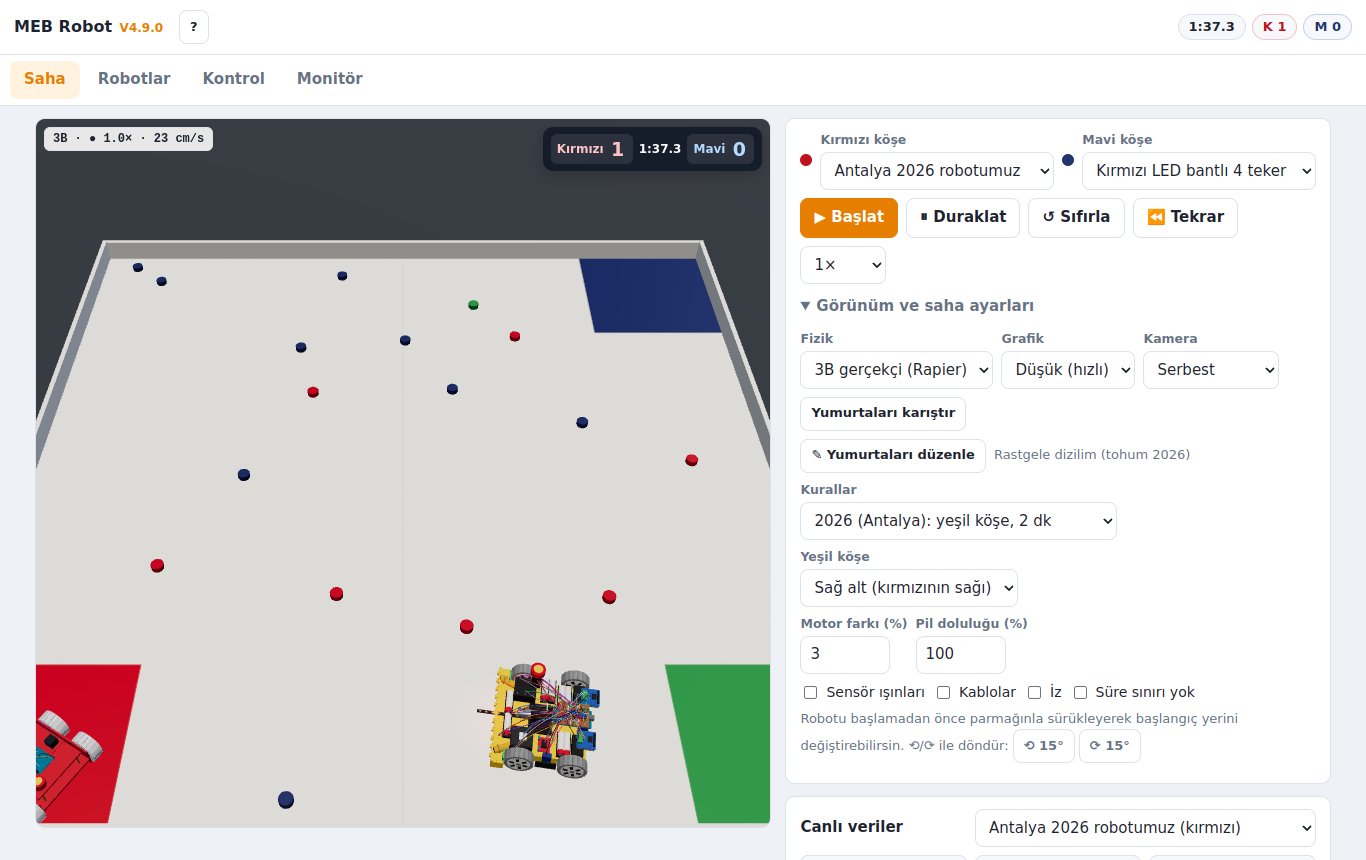 MEB Robot V4.9.0 ? 1:37.3 K 1 M 0
Saha Robotlar Kontrol Monitör
3B · ● 1.0× · 23 cm/s
Kırmızı 1 1:37.3 Mavi 0
Kırmızı köşe Mavi köşe
Antalya 2026 robotumuz Kırmızı LED bantlı 4 teker
▶ Başlat ⏸ Duraklat ↺ Sıfırla ⏪ Tekrar
1×
▼ Görünüm ve saha ayarları
Fizik Grafik Kamera
3B gerçekçi (Rapier) Düşük (hızlı) Serbest
Yumurtaları karıştır
✎ Yumurtaları düzenle Rastgele dizilim (tohum 2026)
Kurallar
2026 (Antalya): yeşil köşe, 2 dk
Yeşil köşe
Sağ alt (kırmızının sağı)
Motor farkı (%) Pil doluluğu (%)
3 100
Sensör ışınları Kablolar İz Süre sınırı yok
Robotu başlamadan önce parmağınla sürükleyerek başlangıç yerini
değiştirebilirsin. ⟲/⟳ ile döndür: ⟲ 15° ⟳ 15°
Canlı veriler Antalya 2026 robotumuz (kırmızı)